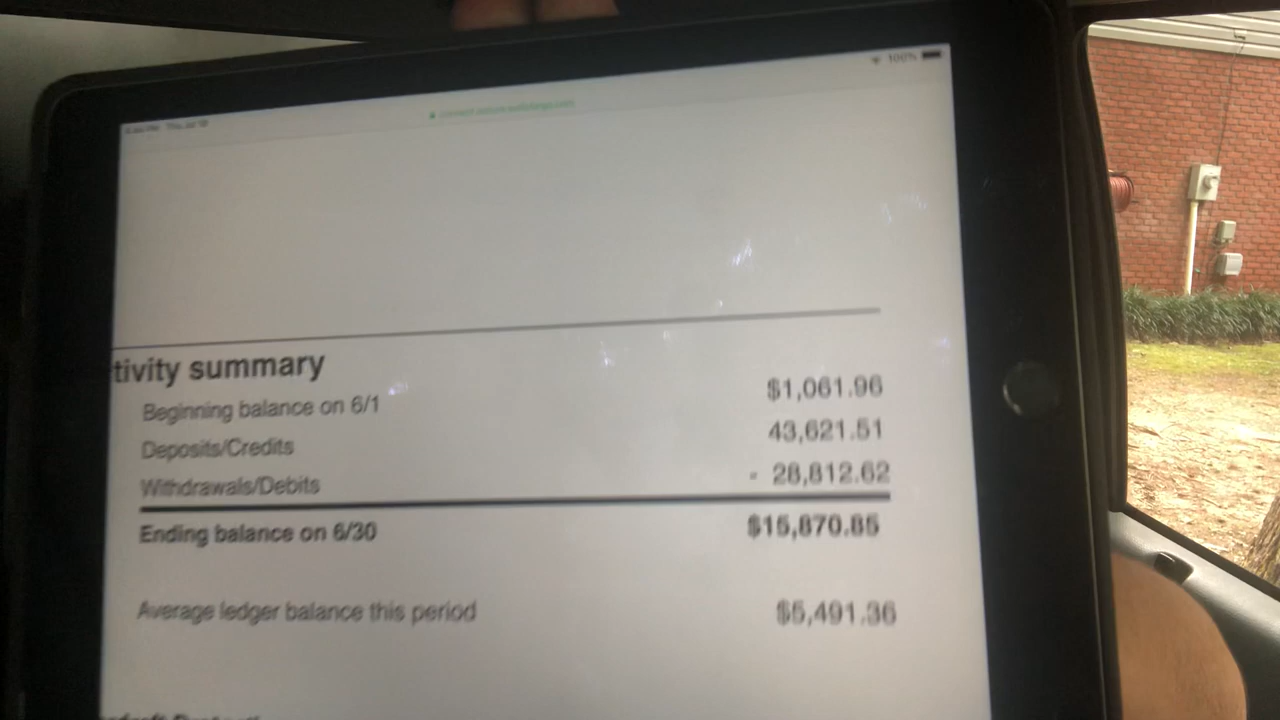 100%
tivity summary
Beginning balance on 6/1 $1,061.96
Deposits/Credits 43,621.51
Withdrawals/Debits - 28,812.62
Ending balance on 6/30 $15,870.85
Average ledger balance this period $5,491.36